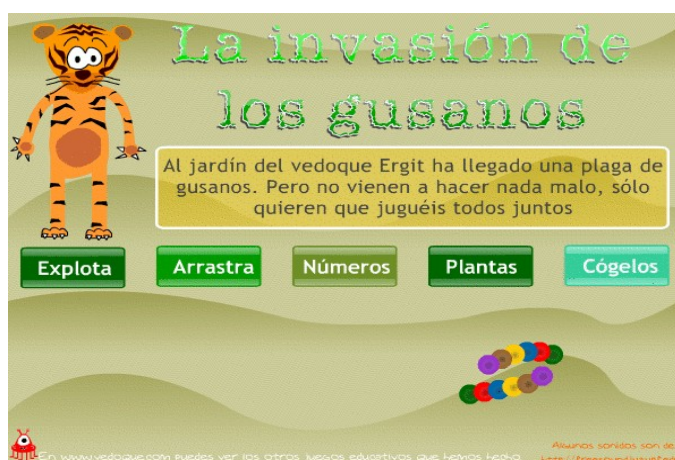 La invasión de
los gusanos
Al jardín del vedoque Ergit ha llegado una plaga de
gusanos. Pero no vienen a hacer nada malo, sólo
quieren que juguéis todos juntos
Explota Arrastra Números Plantas Cógelos
Algunos sonidos son de
En www.vedoque.com puedes ver los otros juegos educativos que hemos hecho